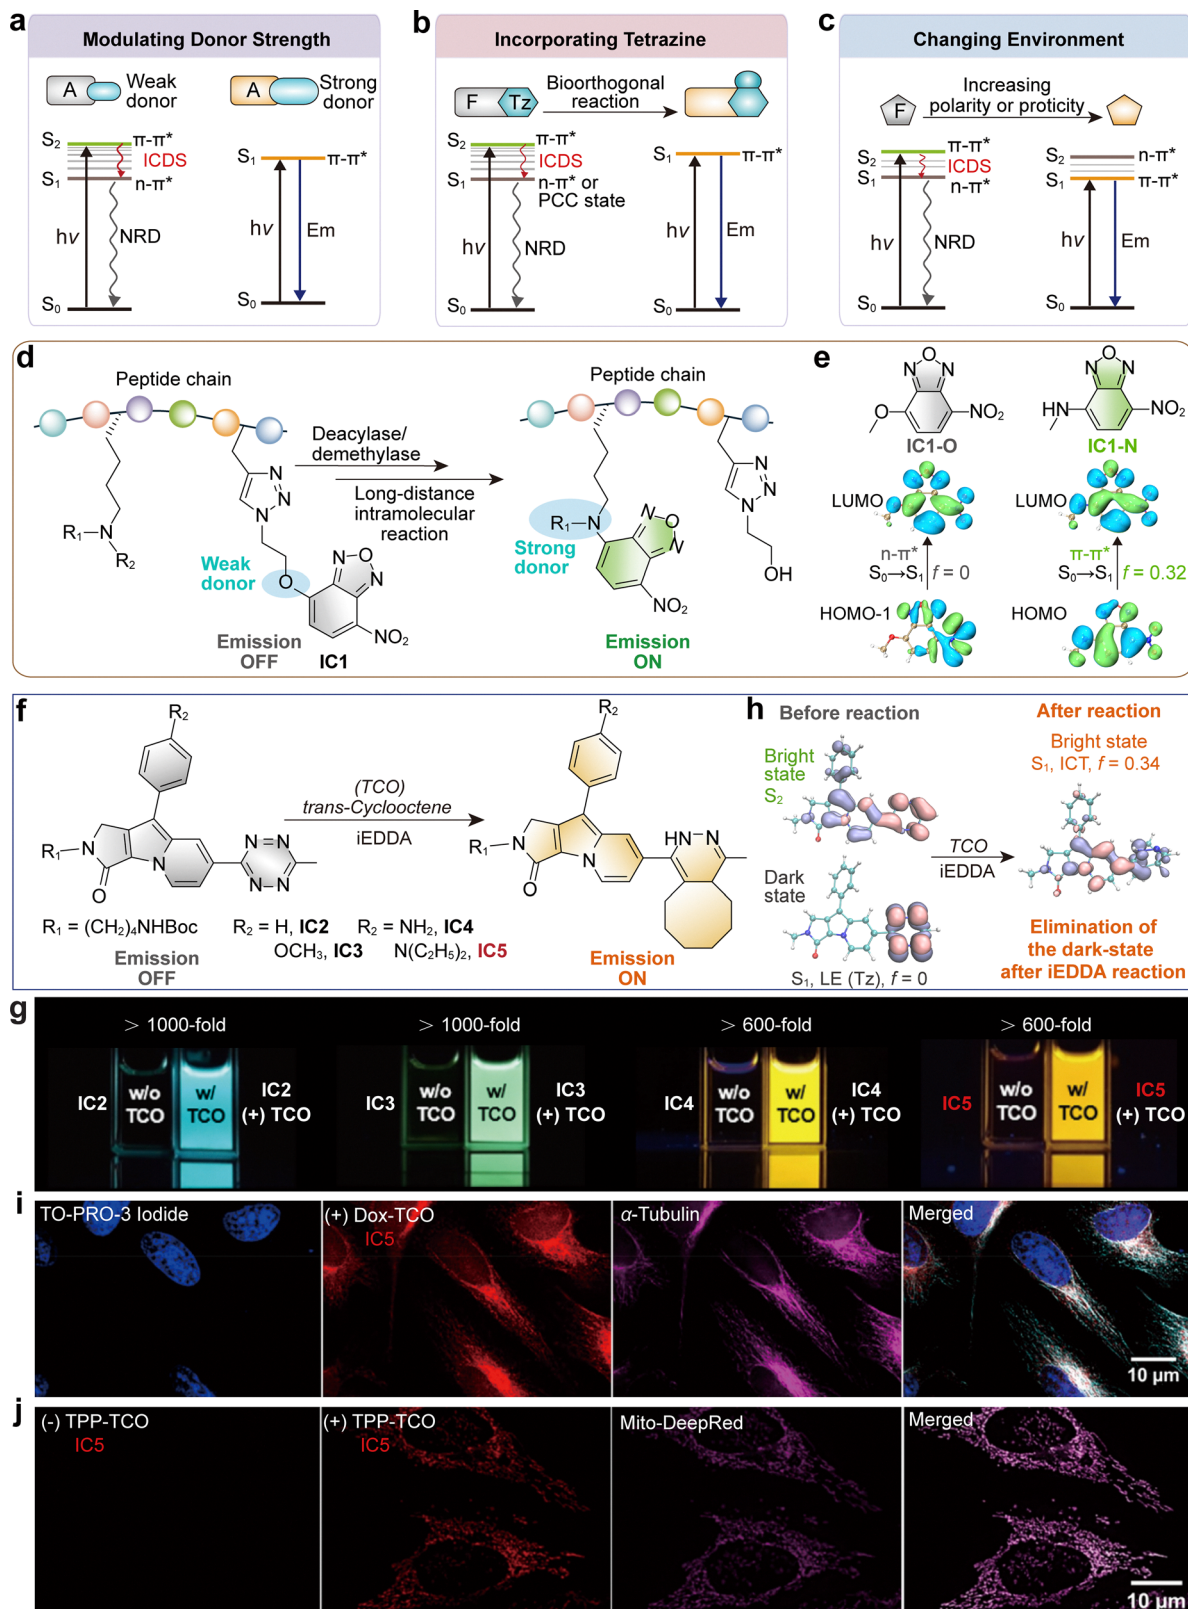 a
Modulating Donor Strength
A
Weak
donor
A
Strong
donor
S2
π-π*
ICDS
S1
n-π*
hν
NRD
S0
S1
π-π*
hν
Em
S0
b
Incorporating Tetrazine
F
Tz
Bioorthogonal
reaction
S2
π-π*
ICDS
S1
n-π* or
PCC state
hν
NRD
S0
S1
π-π*
hν
Em
S0
c
Changing Environment
F
Increasing
polarity or proticity
S2
π-π*
ICDS
S1
n-π*
hν
NRD
S0
S2
n-π*
S1
π-π*
hν
Em
S0
d
Peptide chain
R1
N
R2
N
N
N
Weak
donor
O
N
O
N
NO2
Emission
OFF
IC1
Deacylase/
demethylase
Long-distance
intramolecular
reaction
Peptide chain
R1
N
Strong
donor
N
O
N
NO2
N
N
N
OH
Emission
ON
e
O
N
N
O
NO2
IC1-O
LUMO
n-π*
S0→S1
f = 0
HOMO-1
O
N
N
HN
NO2
IC1-N
LUMO
π-π*
S0→S1
f = 0.32
HOMO
f
R2
R1
N
O
N
N
N
N
N
R1 = (CH2)4NHBoc
R2 = H, IC2
OCH3, IC3
R2 = NH2, IC4
N(C2H5)2, IC5
Emission
OFF
(TCO)
trans-Cyclooctene
iEDDA
R2
R1
N
O
N
HN
N
Emission
ON
h
Before reaction
Bright
state
S2
Dark
state
S1, LE (Tz), f = 0
TCO
iEDDA
After reaction
Bright state
S1, ICT, f = 0.34
Elimination of
the dark-state
after iEDDA reaction
g
> 1000-fold
IC2
w/o
TCO
w/
TCO
IC2
(+) TCO
> 1000-fold
IC3
w/o
TCO
w/
TCO
IC3
(+) TCO
> 600-fold
IC4
w/o
TCO
w/
TCO
IC4
(+) TCO
> 600-fold
IC5
w/o
TCO
w/
TCO
IC5
(+) TCO
i
TO-PRO-3 Iodide
(+) Dox-TCO
IC5
α-Tubulin
Merged
10 μm
j
(-) TPP-TCO
IC5
(+) TPP-TCO
IC5
Mito-DeepRed
Merged
10 μm